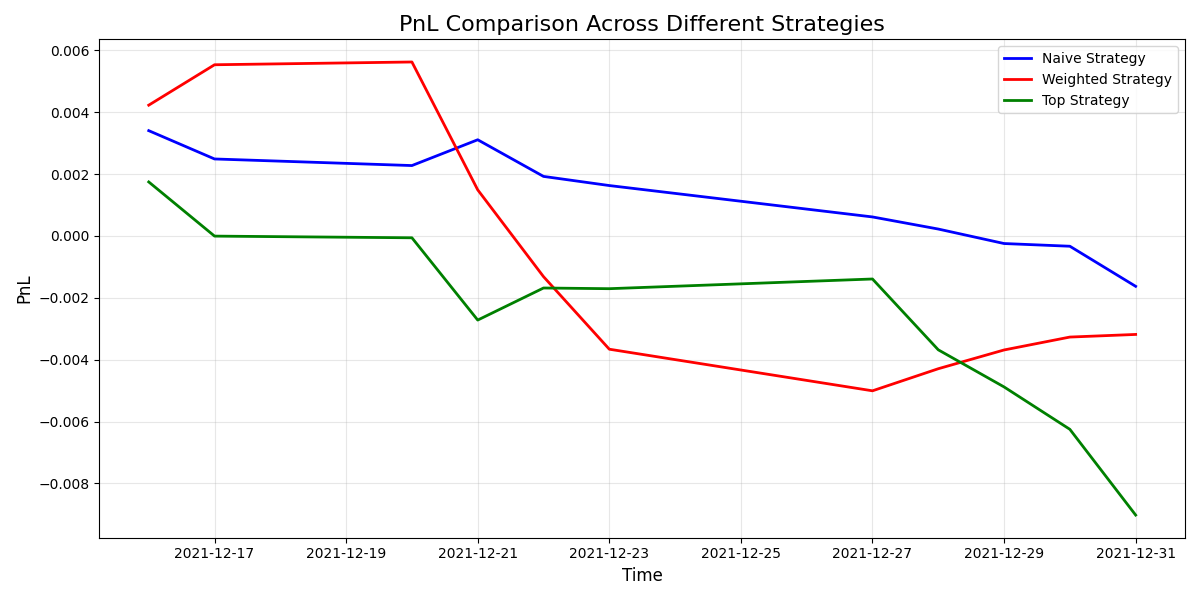 PnL Comparison Across Different Strategies
Naive Strategy
Weighted Strategy
Top Strategy
PnL
0.006
0.004
0.002
0.000
−0.002
−0.004
−0.006
−0.008
2021-12-17 2021-12-19 2021-12-21 2021-12-23 2021-12-25 2021-12-27 2021-12-29 2021-12-31
Time